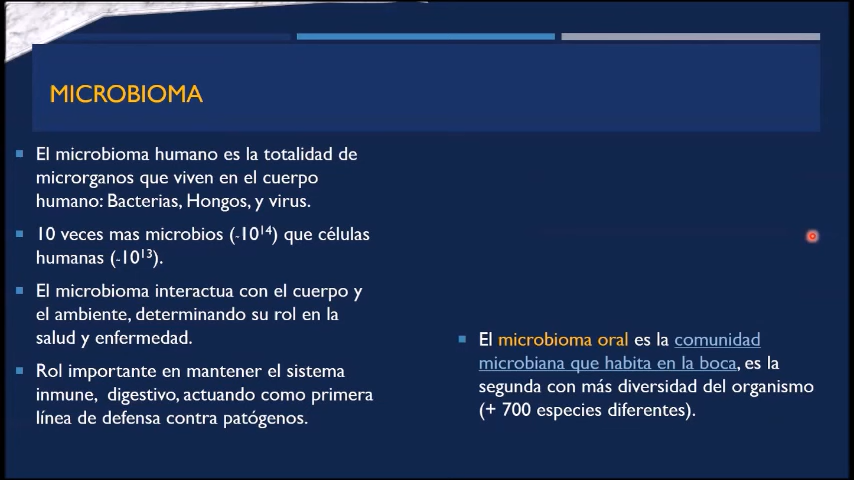 MICROBIOMA
El microbioma humano es la totalidad de
microrganos que viven en el cuerpo
humano: Bacterias, Hongos, y virus.
10 veces mas microbios (~10¹⁴) que células
humanas (~10¹³).
El microbioma interactua con el cuerpo y
el ambiente, determinando su rol en la
salud y enfermedad.
Rol importante en mantener el sistema
inmune, digestivo, actuando como primera
línea de defensa contra patógenos.
El microbioma oral es la comunidad
microbiana que habita en la boca, es la
segunda con más diversidad del organismo
(+ 700 especies diferentes).